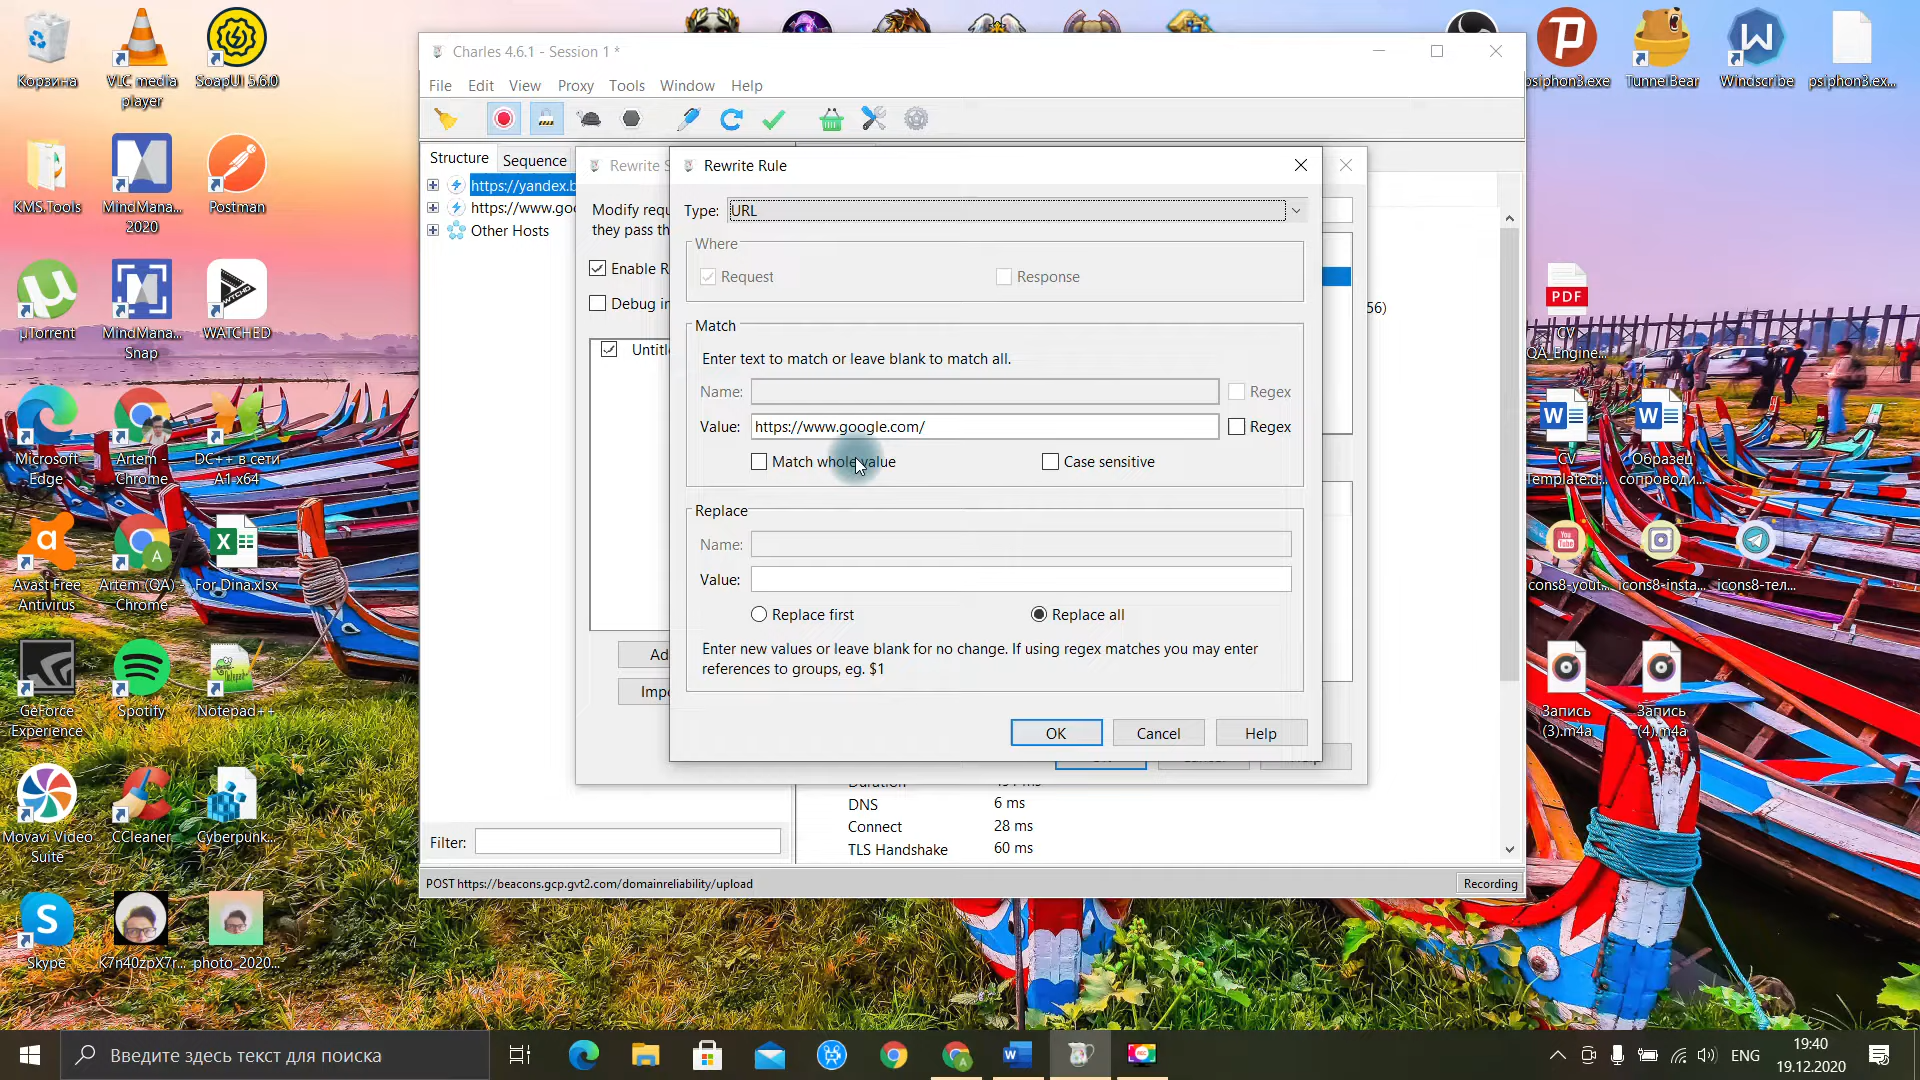 Корзина
VLC media player
SoapUI 5.6.0
KMS.Tools
MindMana... 2020
Postman
µTorrent
MindMana... Snap
WATCHED
Microsoft Edge
Artem - Chrome
DC++ в сети A1 x64
Avast Free Antivirus
Artem (QA) - Chrome
For Dina.xlsx
GeForce Experience
Spotify
Notepad++
Movavi Video Suite
CCleaner
Cyberpunk...
Skype
K7n40zpX7r...
photo_2020...
Charles 4.6.1 - Session 1 *
File Edit View Proxy Tools Window Help
Structure Sequence
https://yandex.b
https://www.goo
Other Hosts
Filter:
Rewrite S
Modify requ
they pass th
Enable R
Debug in
Untitle
Ad
Impo
56)
Rewrite Rule
Type: URL
Where
Request Response
Match
Enter text to match or leave blank to match all.
Name: Regex
Value: https://www.google.com/ Regex
Match whole value Case sensitive
Replace
Name:
Value:
Replace first Replace all
Enter new values or leave blank for no change. If using regex matches you may enter
references to groups, eg. $1
OK Cancel Help
DNS 6 ms
Connect 28 ms
TLS Handshake 60 ms
POST https://beacons.gcp.gvt2.com/domainreliability/upload
Recording
psiphon3.exe
TunnelBear
Windscribe
psiphon3.ex...
PDF
CV QA_Engine...
CV Template.d...
Образец сопроводи...
icons8-yout...
icons8-insta...
icons8-тел...
Запись (3).m4a
Запись (4).m4a
Введите здесь текст для поиска
ENG
19:40
19.12.2020